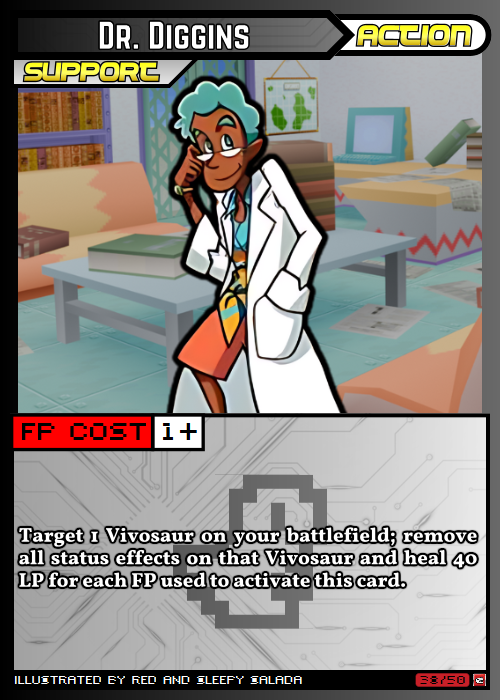 DR. DIGGINS
ACTION
SUPPORT
FP COST 1+
Target 1 Vivosaur on your battlefield; remove
all status effects on that Vivosaur and heal 40
LP for each FP used to activate this card.
ILLUSTRATED BY RED AND SLEEPY SALADA
38/50